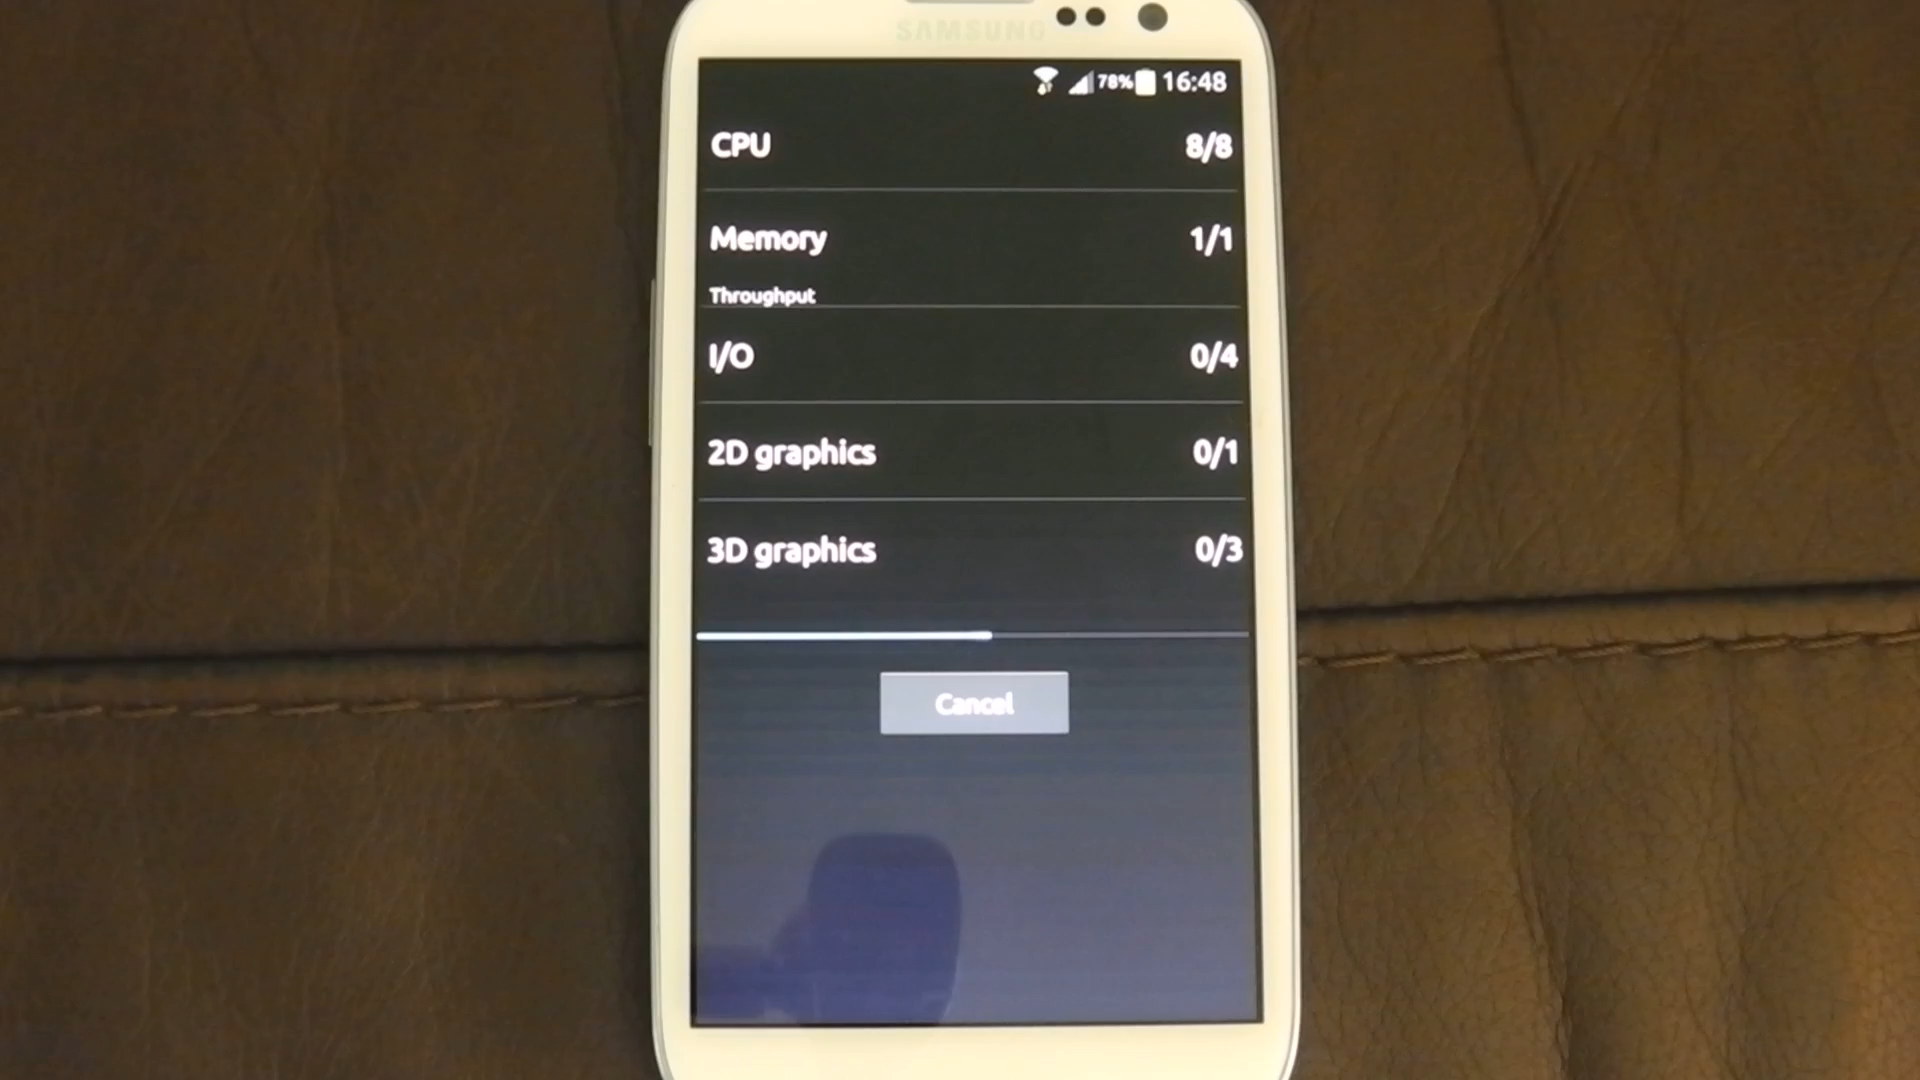 SAMSUNG
78% 16:48
CPU 8/8
Memory 1/1
Throughput
I/O 0/4
2D graphics 0/1
3D graphics 0/3
Cancel